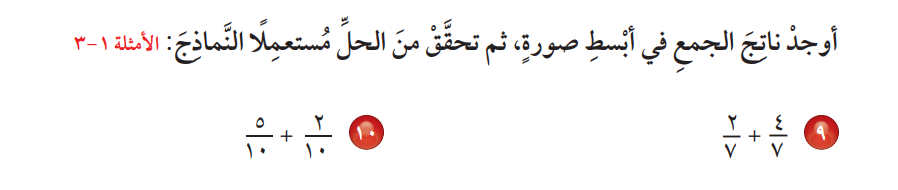 أوجدْ ناتجَ الجمعِ في أبْسطِ صورةٍ، ثم تحقَّقْ منَ الحلِّ مُستعمِلًا النَّماذجَ: الأمثلة ١-٣
٩ ٤/٧ + ٢/٧ ١٠ ٢/١٠ + ٥/١٠